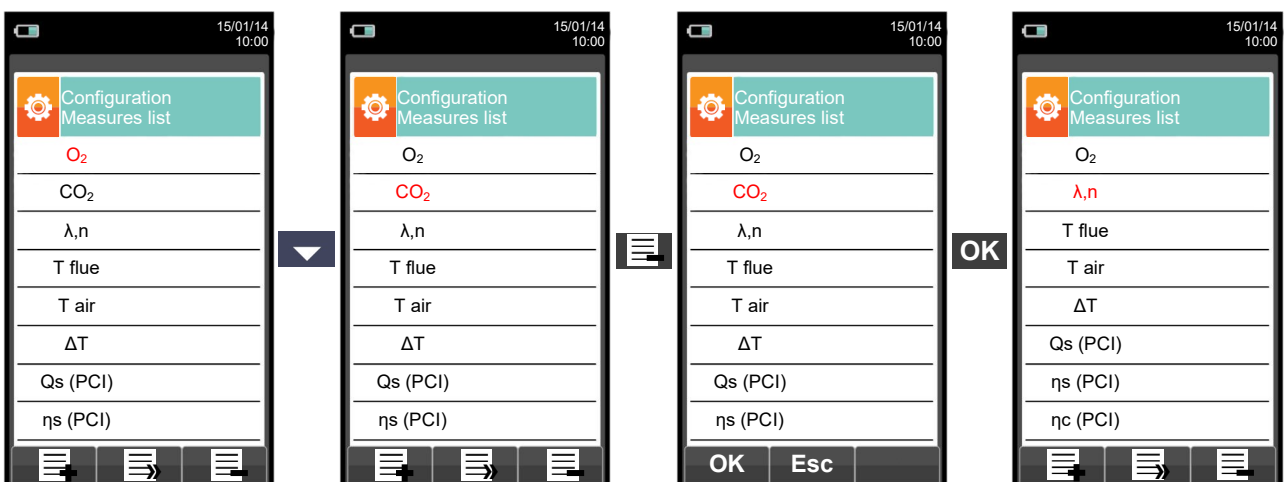 15/01/14
10:00
Configuration
Measures list
O₂
CO₂
λ,n
T flue
T air
ΔT
Qs (PCI)
ηs (PCI)
15/01/14
10:00
Configuration
Measures list
O₂
CO₂
λ,n
T flue
T air
ΔT
Qs (PCI)
ηs (PCI)
15/01/14
10:00
Configuration
Measures list
O₂
CO₂
λ,n
T flue
T air
ΔT
Qs (PCI)
ηs (PCI)
OK Esc
OK
15/01/14
10:00
Configuration
Measures list
O₂
λ,n
T flue
T air
ΔT
Qs (PCI)
ηs (PCI)
ηc (PCI)